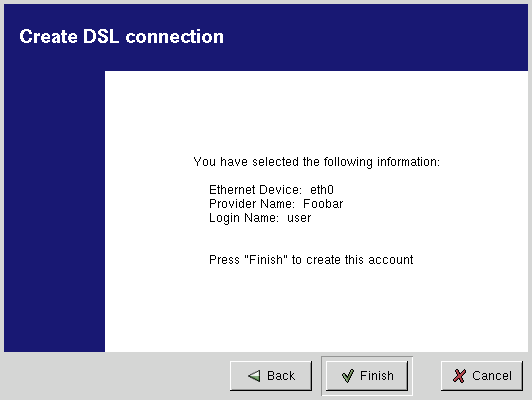 Create DSL connection
You have selected the following information:
Ethernet Device: eth0
Provider Name: Foobar
Login Name: user
Press "Finish" to create this account
Back
Finish
Cancel